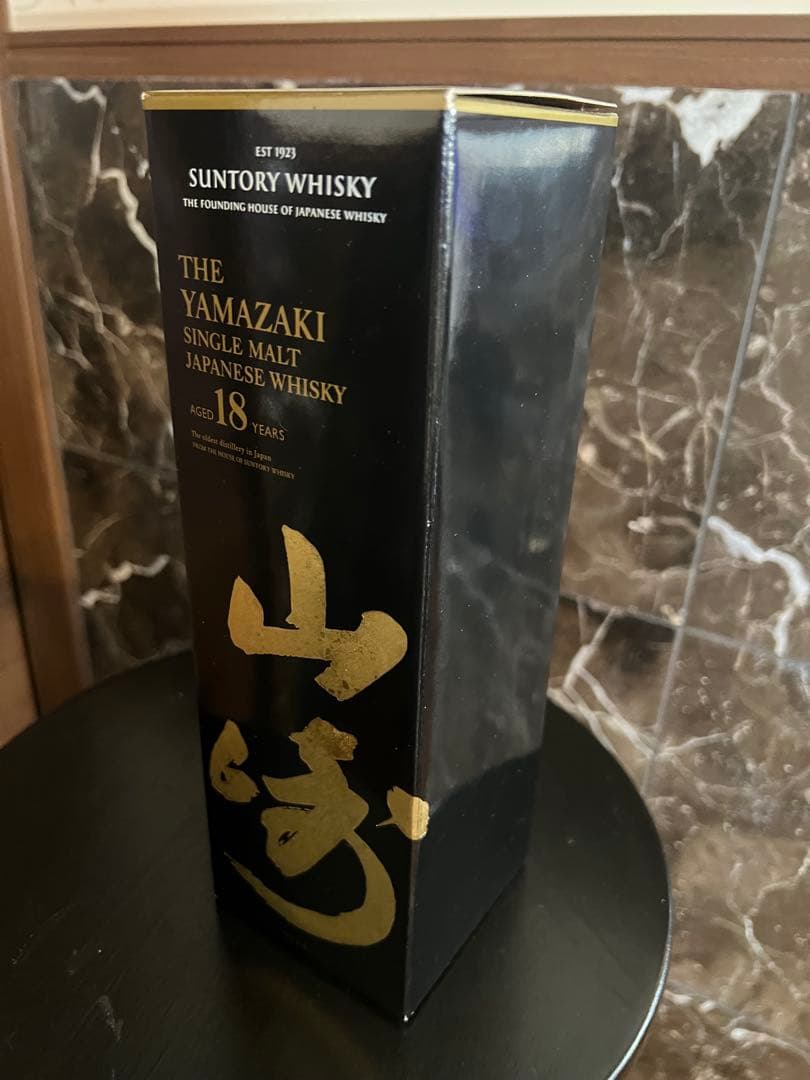 EST 1923
SUNTORY WHISKY
THE FOUNDING HOUSE OF JAPANESE WHISKY
THE
YAMAZAKI
SINGLE MALT
JAPANESE WHISKY
AGED 18 YEARS
The oldest distillery in Japan
FROM THE HOUSE OF SUNTORY WHISKY
山
崎